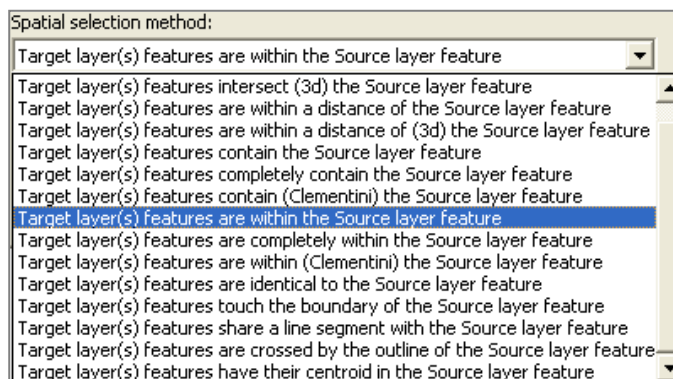 Spatial selection method:
Target layer(s) features are within the Source layer feature
Target layer(s) features intersect (3d) the Source layer feature
Target layer(s) features are within a distance of the Source layer feature
Target layer(s) features are within a distance of (3d) the Source layer feature
Target layer(s) features contain the Source layer feature
Target layer(s) features completely contain the Source layer feature
Target layer(s) features contain (Clementini) the Source layer feature
Target layer(s) features are within the Source layer feature
Target layer(s) features are completely within the Source layer feature
Target layer(s) features are within (Clementini) the Source layer feature
Target layer(s) features are identical to the Source layer feature
Target layer(s) features touch the boundary of the Source layer feature
Target layer(s) features share a line segment with the Source layer feature
Target layer(s) features are crossed by the outline of the Source layer feature
Target layer(s) features have their centroid in the Source layer feature